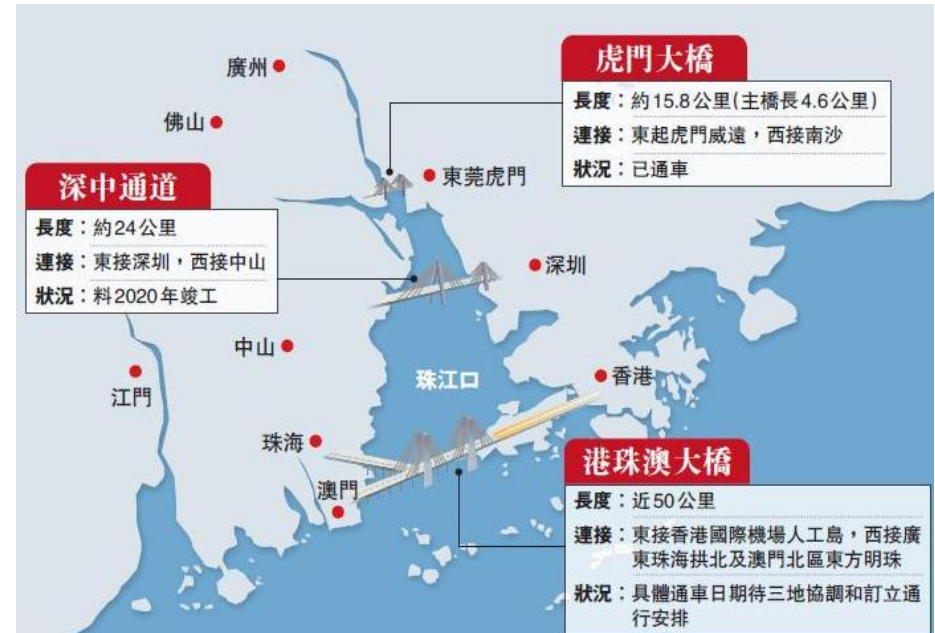 廣州
佛山
虎門大橋
長度：約15.8公里(主橋長4.6公里)
連接：東起虎門威遠，西接南沙
狀況：已通車
東莞虎門
深中通道
長度：約24公里
連接：東接深圳，西接中山
狀況：料2020年竣工
深圳
中山
江門
珠江口
香港
珠海
澳門
港珠澳大橋
長度：近50公里
連接：東接香港國際機場人工島，西接廣
東珠海拱北及澳門北區東方明珠
狀況：具體通車日期待三地協調和訂立通
行安排